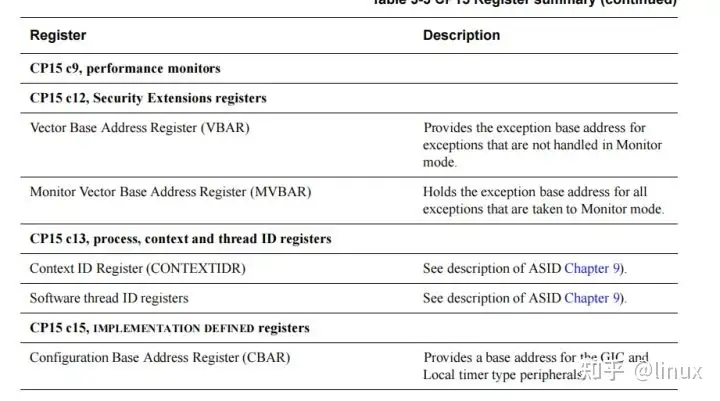 Table 5-3 CP15 Register summary (continued)
Register Description
CP15 c9, performance monitors
CP15 c12, Security Extensions registers
Vector Base Address Register (VBAR) Provides the exception base address for
exceptions that are not handled in Monitor
mode.
Monitor Vector Base Address Register (MVBAR) Holds the exception base address for all
exceptions that are taken to Monitor mode.
CP15 c13, process, context and thread ID registers
Context ID Register (CONTEXTIDR) See description of ASID Chapter 9).
Software thread ID registers See description of ASID Chapter 9).
CP15 c15, IMPLEMENTATION DEFINED registers
Configuration Base Address Register (CBAR) Provides a base address for the GIC and
Local timer type peripherals.
知乎 @linux